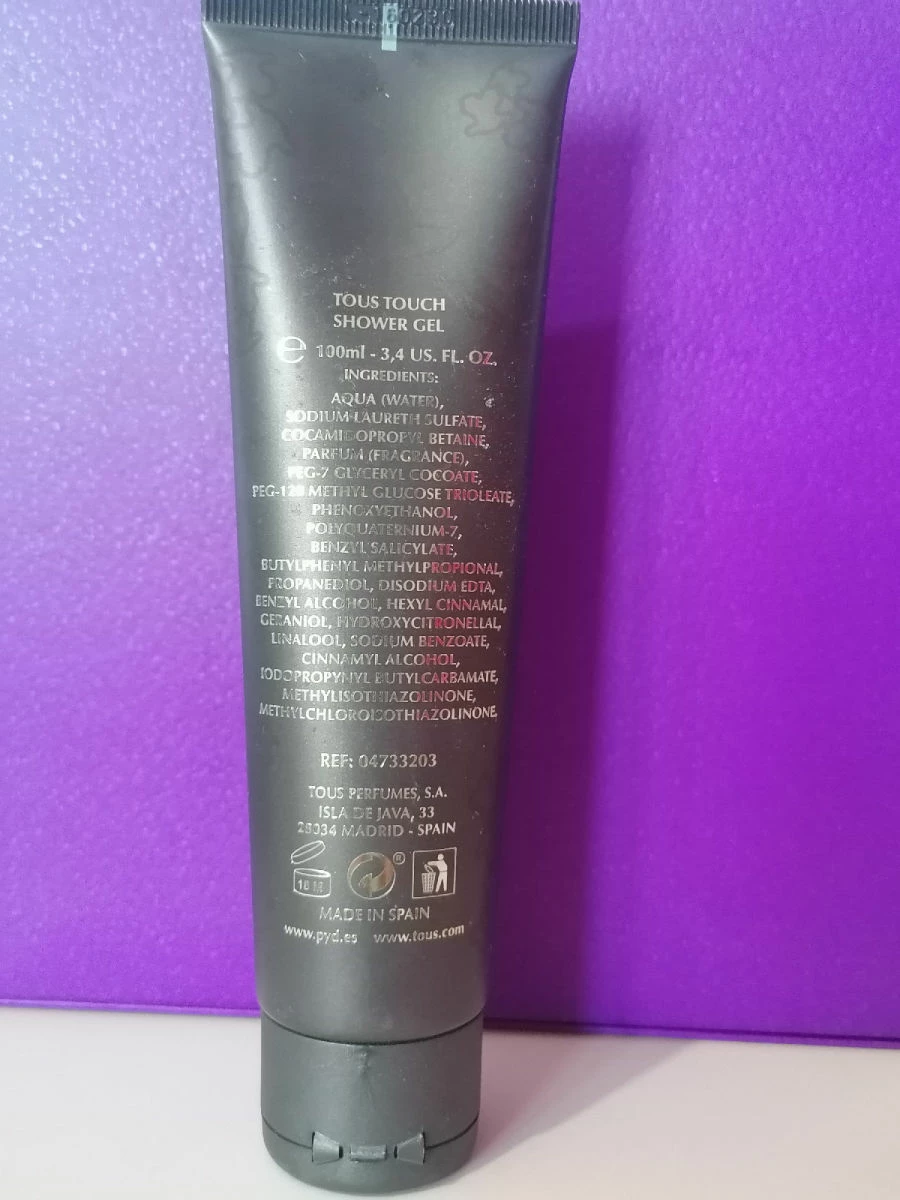 TOUS TOUCH
SHOWER GEL
e 100ml - 3,4 US. FL. OZ.
INGREDIENTS:
AQUA (WATER),
SODIUM LAURETH SULFATE,
COCAMIDOPROPYL BETAINE,
PARFUM (FRAGRANCE),
PEG-7 GLYCERYL COCOATE,
PEG-120 METHYL GLUCOSE TRIOLEATE,
PHENOXYETHANOL,
POLYQUATERNIUM-7,
BENZYL SALICYLATE,
BUTYLPHENYL METHYLPROPIONAL,
PROPANEDIOL, DISODIUM EDTA,
BENZYL ALCOHOL, HEXYL CINNAMAL,
GERANIOL, HYDROXYCITRONELLAL,
LINALOOL, SODIUM BENZOATE,
CINNAMYL ALCOHOL,
IODOPROPYNYL BUTYLCARBAMATE,
METHYLISOTHIAZOLINONE,
METHYLCHLOROISOTHIAZOLINONE.
REF: 04733203
TOUS PERFUMES, S.A.
ISLA DE JAVA, 33
28034 MADRID - SPAIN
18 M
®
MADE IN SPAIN
www.pyd.es www.tous.com